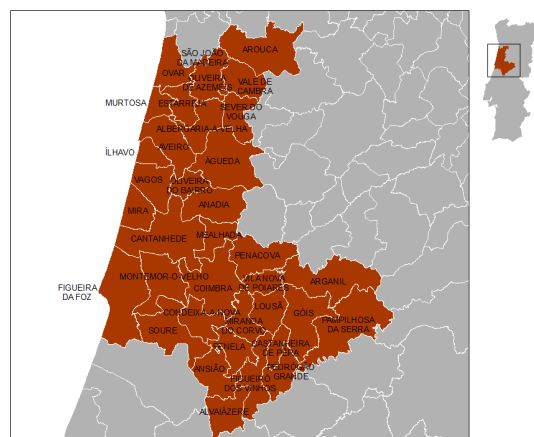 AROUCA
SÃO JOÃO
DA MADEIRA
OVAR
OLIVEIRA
DE AZEMÉIS
VALE DE
CAMBRA
MURTOSA
ESTARREJA
SEVER DO
VOUGA
ALBERGARIA-A-VELHA
ÍLHAVO
AVEIRO
ÁGUEDA
VAGOS
OLIVEIRA
DO BAIRRO
ANADIA
MIRA
CANTANHEDE
MEALHADA
PENACOVA
MONTEMOR-O-VELHO
VILA NOVA
DE POIARES
ARGANIL
FIGUEIRA
DA FOZ
COIMBRA
LOUSÃ
GÓIS
CONDEIXA-A-NOVA
MIRANDA
DO CORVO
PAMPILHOSA
DA SERRA
SOURE
PENELA
CASTANHEIRA
DE PERA
ANSIÃO
PEDRÓGÃO
GRANDE
FIGUEIRÓ
DOS VINHOS
ALVAIÁZERE